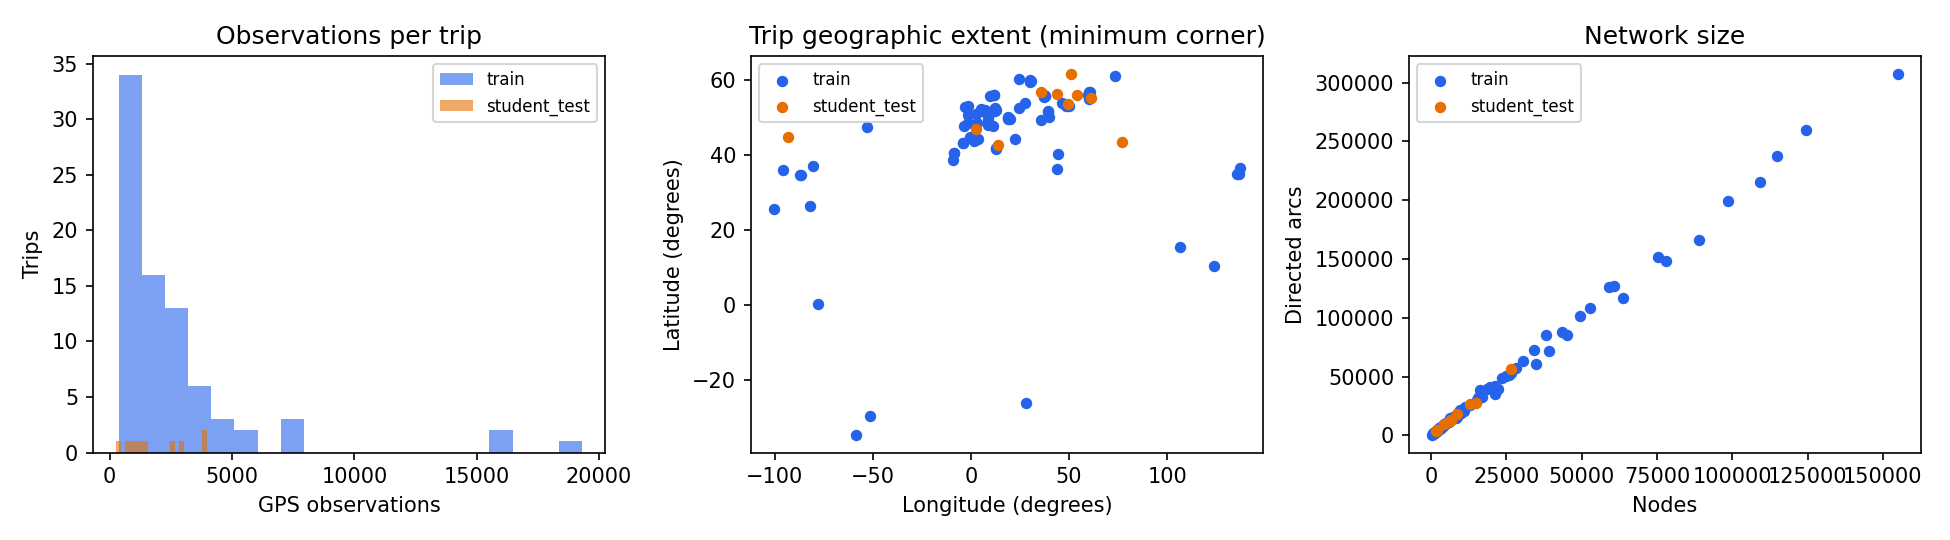 Observations per trip
35
30
25
20
15
10
5
0
Trips
0
5000
10000
15000
20000
GPS observations
train
student_test
Trip geographic extent (minimum corner)
60
40
20
0
−20
Latitude (degrees)
−100
−50
0
50
100
Longitude (degrees)
train
student_test
Network size
300000
250000
200000
150000
100000
50000
0
Directed arcs
0
25000
50000
75000
100000
125000
150000
Nodes
train
student_test